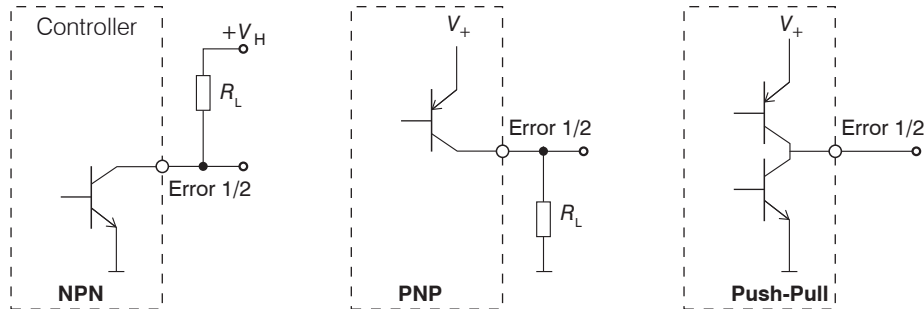 Controller
+V H
R L
Error 1/2
NPN
V +
Error 1/2
R L
PNP
V +
Error 1/2
Push-Pull